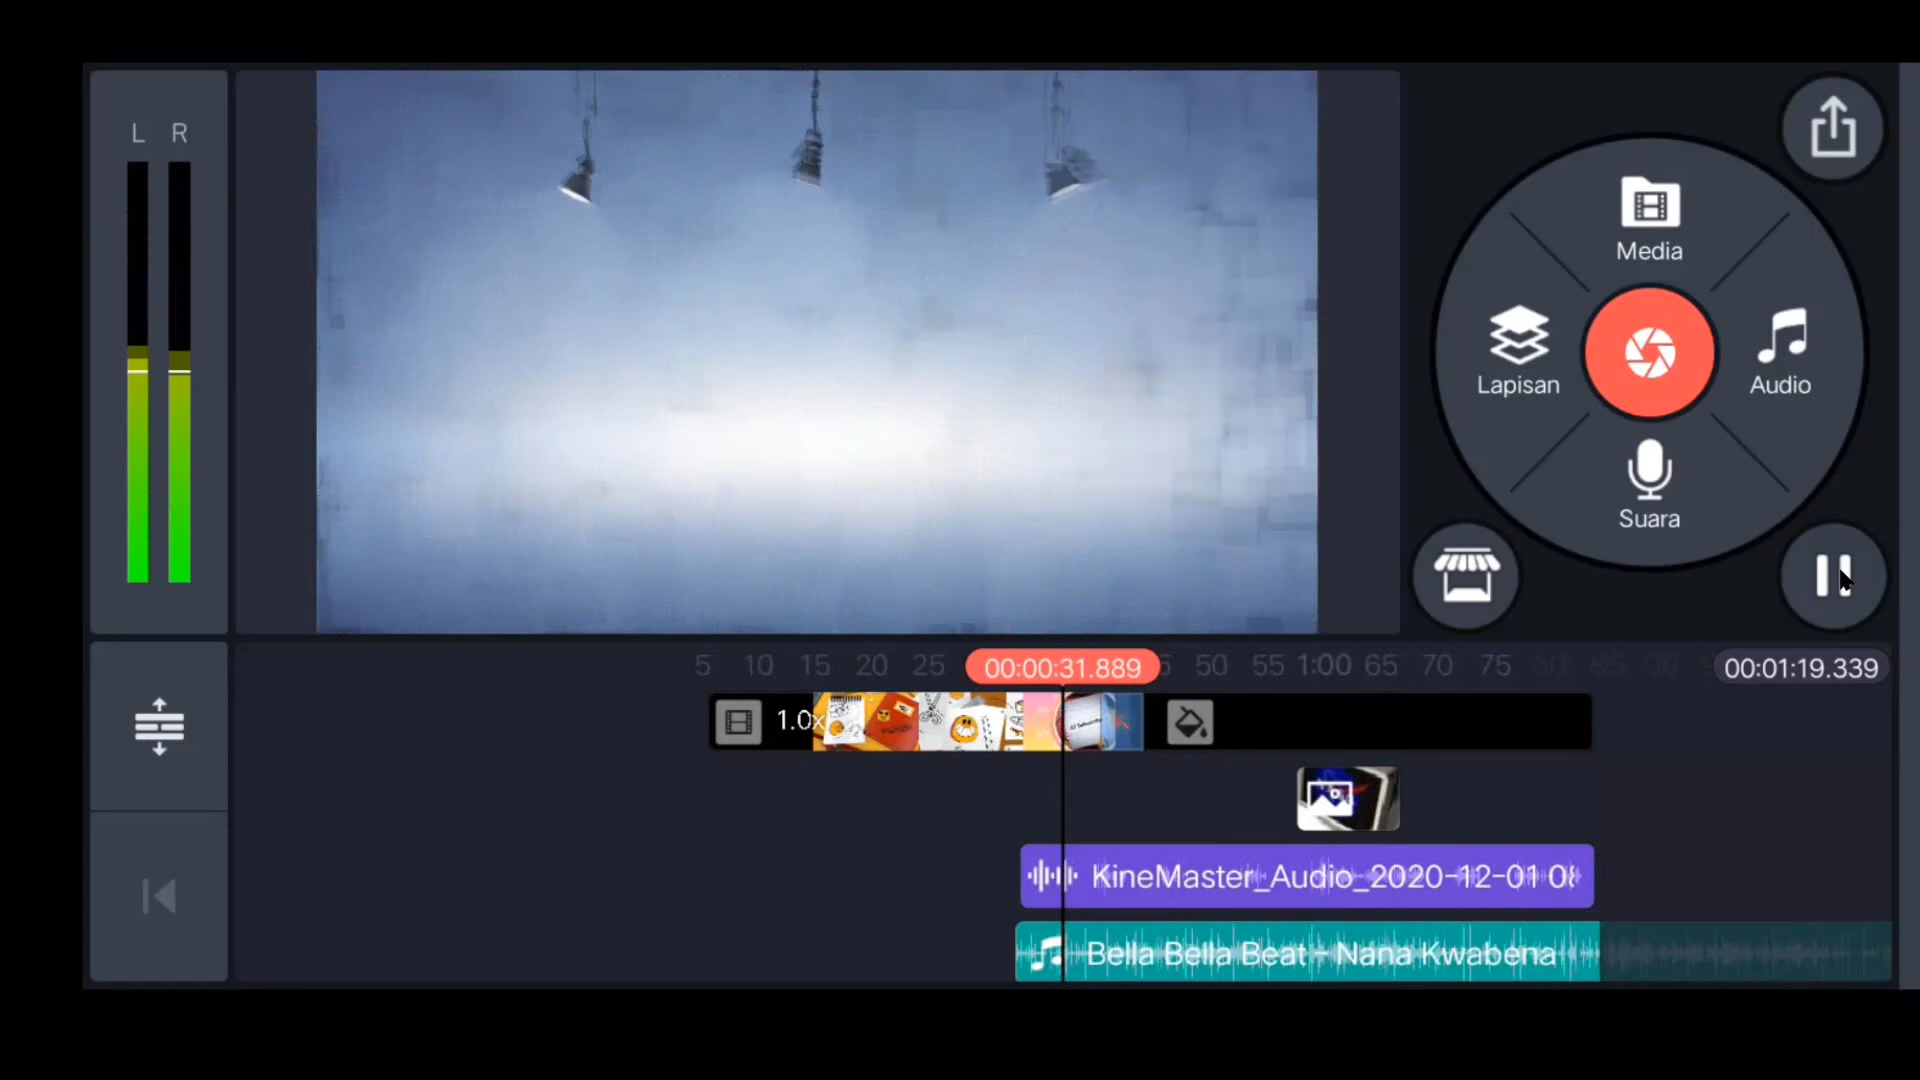 L R
Media
Lapisan
Audio
Suara
5 10 15 20 25 00:00:31.889 50 55 1:00 65 70 75 00:01:19.339
1.0x
KineMaster_Audio_2020-12-01
Bella Bella Beat - Nana Kwabena